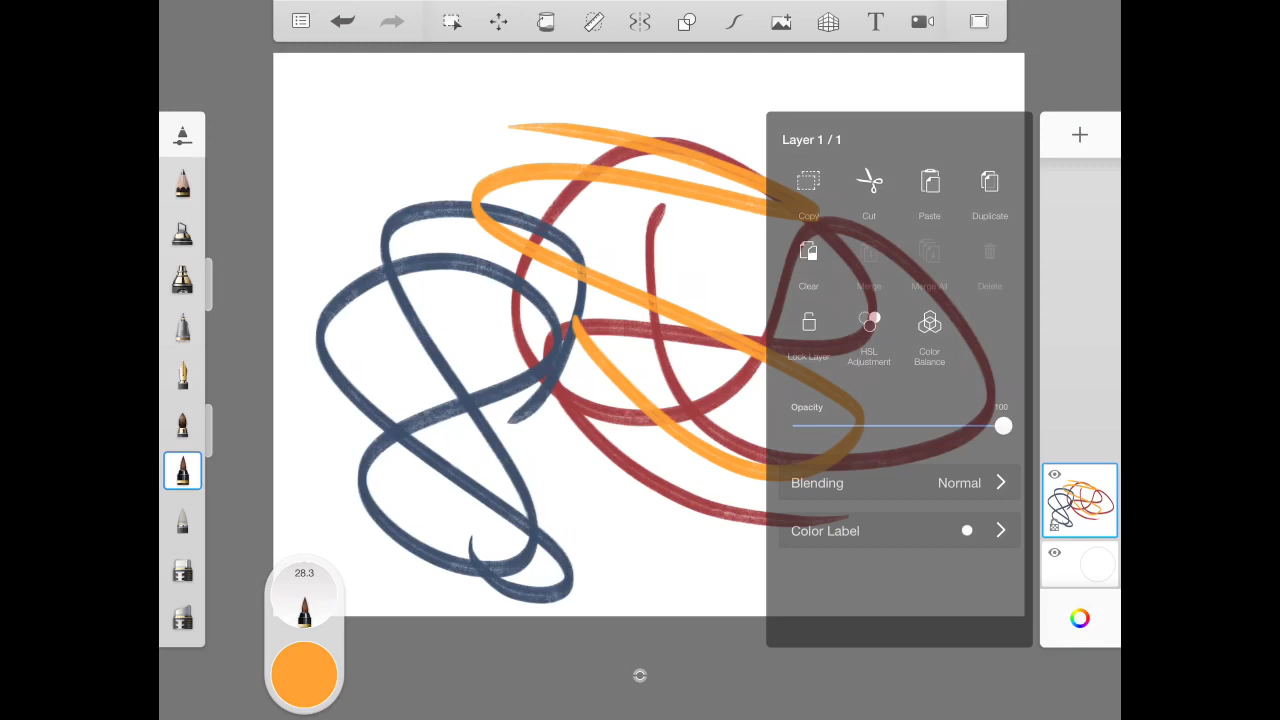 T
Layer 1 / 1
Copy Cut Paste Duplicate
Clear Merge Merge All Delete
Lock Layer HSL Adjustment Color Balance
Opacity 100
Blending Normal
Color Label
28.3